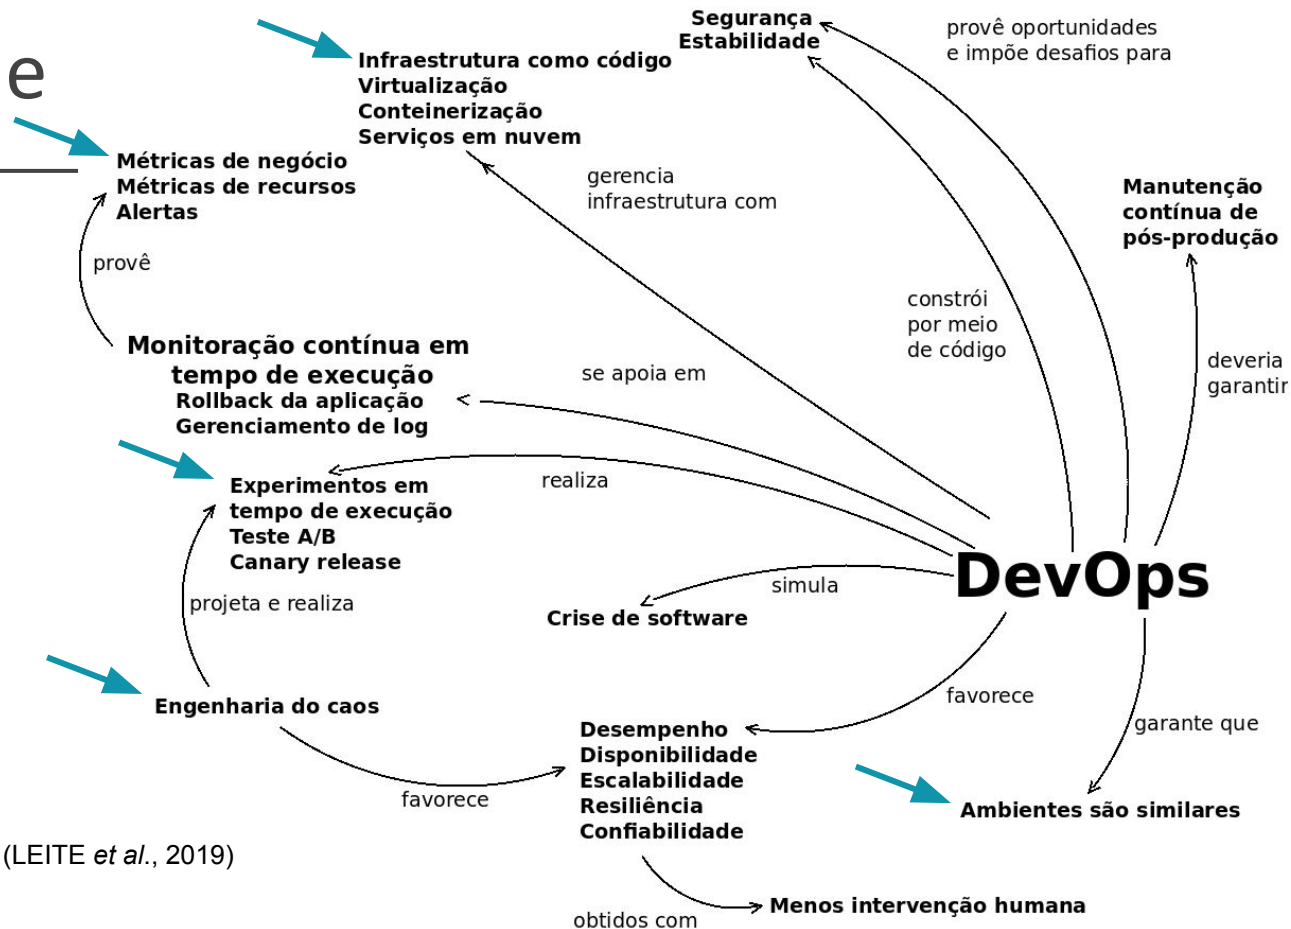 e
Segurança
Estabilidade
provê oportunidades
e impõe desafios para
Infraestrutura como código
Virtualização
Conteinerização
Serviços em nuvem
Métricas de negócio
Métricas de recursos
Alertas
gerencia
infraestrutura com
Manutenção
contínua de
pós-produção
provê
constrói
por meio
de código
Monitoração contínua em
tempo de execução
Rollback da aplicação
Gerenciamento de log
se apoia em
deveria
garantir
realiza
Experimentos em
tempo de execução
Teste A/B
Canary release
DevOps
simula
projeta e realiza
Crise de software
Engenharia do caos
favorece
garante que
Desempenho
Disponibilidade
Escalabilidade
Resiliência
Confiabilidade
favorece
Ambientes são similares
(LEITE et al., 2019)
Menos intervenção humana
obtidos com